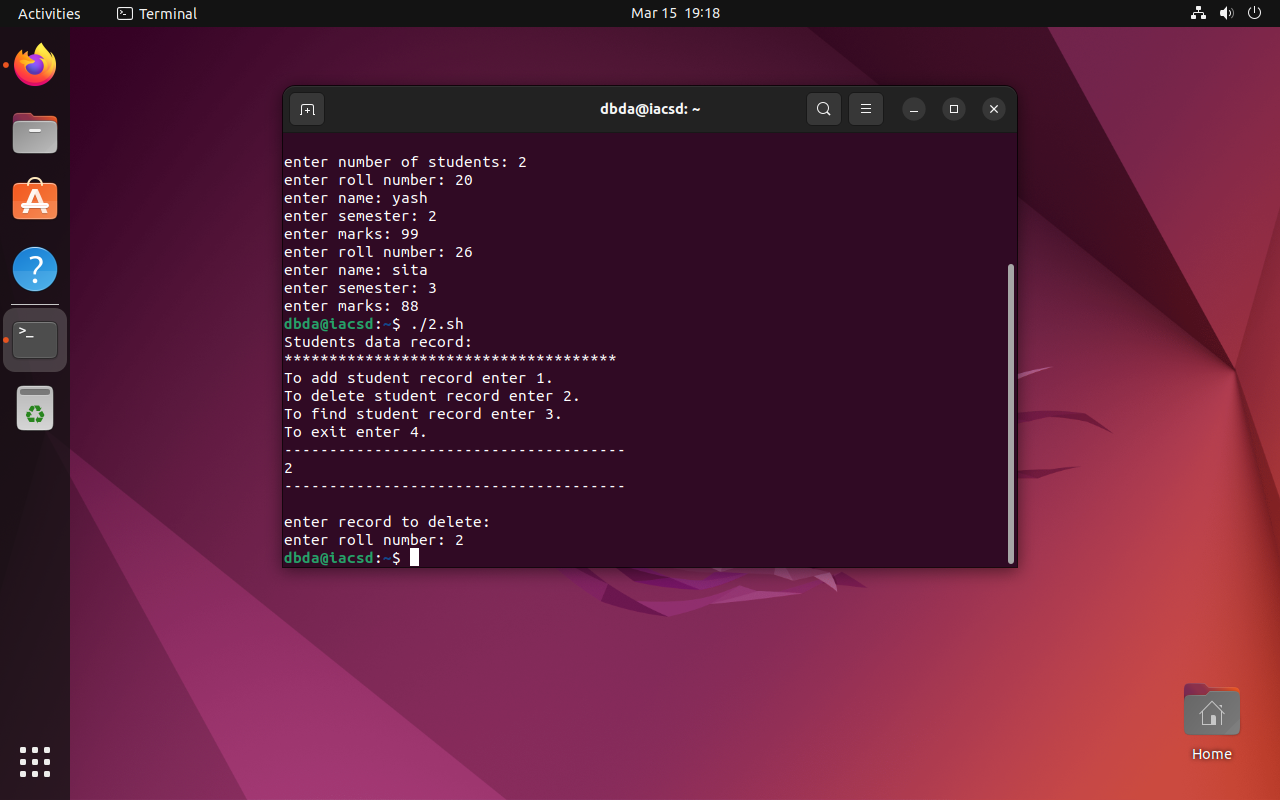 Activities
Terminal
Mar 15 19:18
dbda@iacsd: ~
enter number of students: 2
enter roll number: 20
enter name: yash
enter semester: 2
enter marks: 99
enter roll number: 26
enter name: sita
enter semester: 3
enter marks: 88
dbda@iacsd:~$ ./2.sh
Students data record:
*************************************
To add student record enter 1.
To delete student record enter 2.
To find student record enter 3.
To exit enter 4.
--------------------------------------
2
--------------------------------------
enter record to delete:
enter roll number: 2
dbda@iacsd:~$
Home